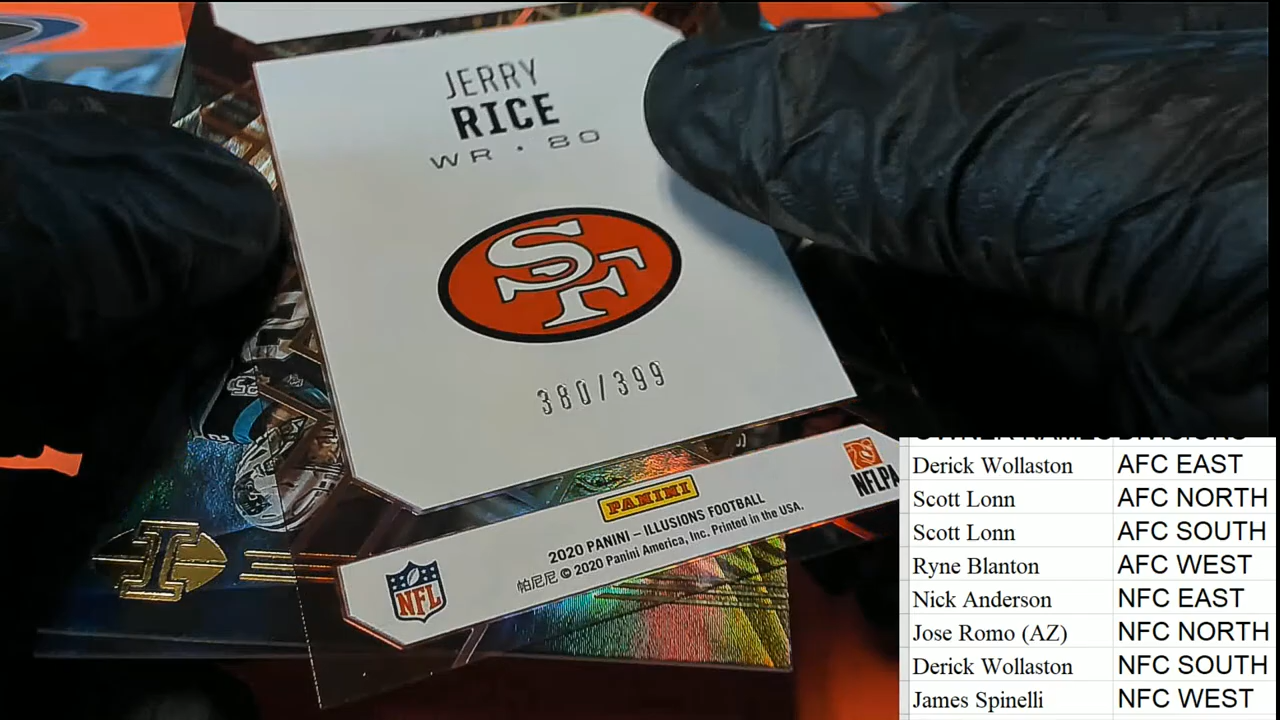 JERRY
RICE
WR · 80
SF
380/399
PANINI
2020 PANINI – ILLUSIONS FOOTBALL
帕尼尼 © 2020 Panini America, Inc. Printed in the USA.
NFL
NFLPA
OWNER NAMES DIVISIONS
Derick Wollaston AFC EAST
Scott Lonn AFC NORTH
Scott Lonn AFC SOUTH
Ryne Blanton AFC WEST
Nick Anderson NFC EAST
Jose Romo (AZ) NFC NORTH
Derick Wollaston NFC SOUTH
James Spinelli NFC WEST